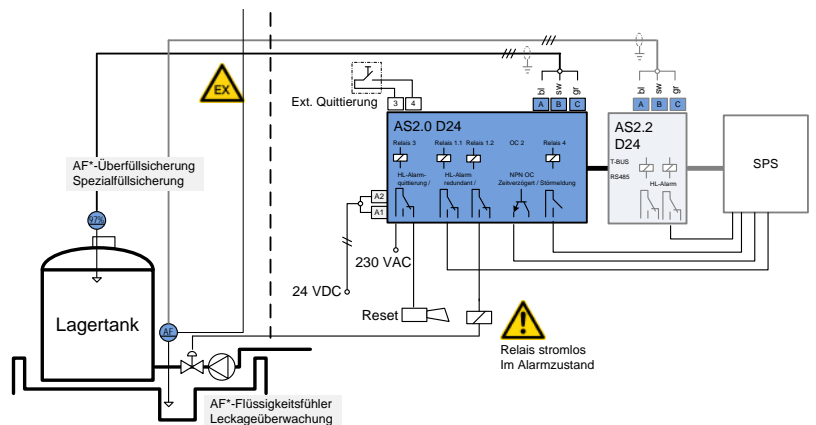 EX
AF*-Überfüllsicherung
Spezialfüllsicherung
97%
Lagertank
AF
AF*-Flüssigkeitsfühler
Leckageüberwachung
Ext. Quittierung
3 4
bl sw gr
A B C
AS2.0 D24
Relais 3
Relais 1.1
Relais 1.2
OC 2
Relais 4
HL-Alarm-
quittierung /
HL-Alarm
redundant /
NPN OC
Zeitverzögert / Störmeldung
A2
A1
230 VAC
24 VDC
Reset
Relais stromlos
Im Alarmzustand
bl sw gr
A B C
AS2.2
D24
T-BUS
RS485
HL-Alarm
SPS